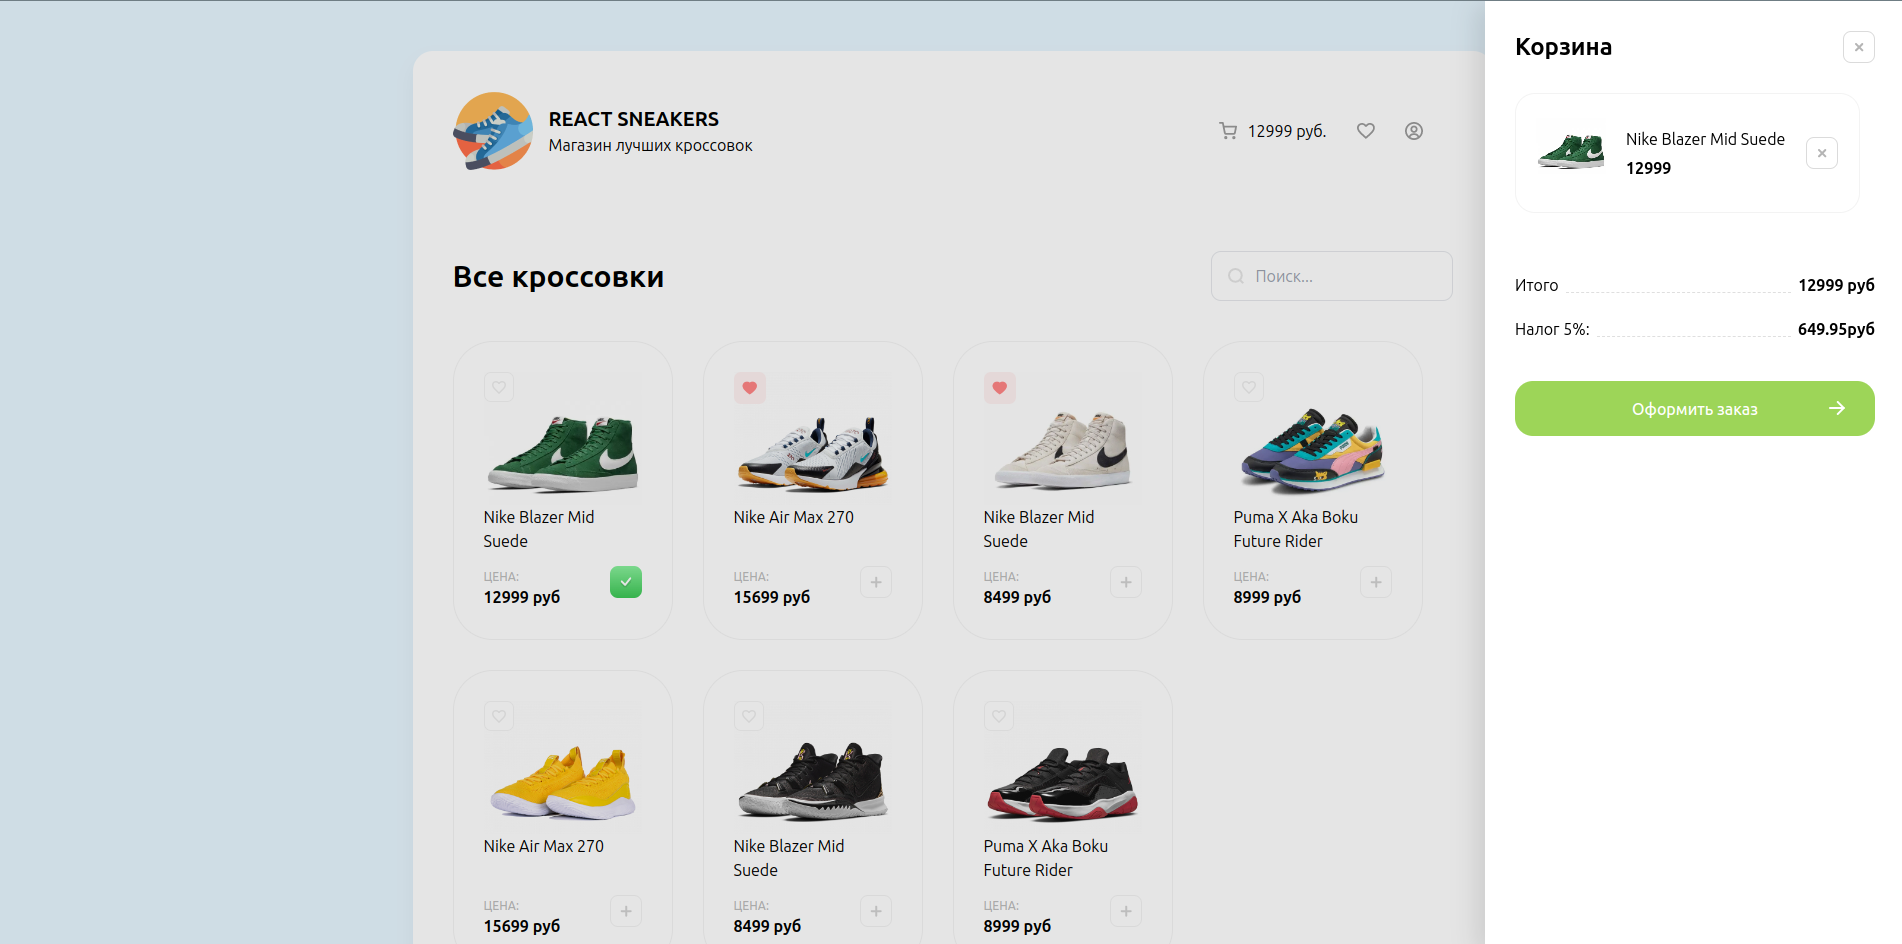 REACT SNEAKERS
Магазин лучших кроссовок
12999 руб.
Все кроссовки
Поиск...
Nike Blazer Mid
Suede
ЦЕНА:
12999 руб
Nike Air Max 270
ЦЕНА:
15699 руб
Nike Blazer Mid
Suede
ЦЕНА:
8499 руб
Puma X Aka Boku
Future Rider
ЦЕНА:
8999 руб
Nike Air Max 270
ЦЕНА:
15699 руб
Nike Blazer Mid
Suede
ЦЕНА:
8499 руб
Puma X Aka Boku
Future Rider
ЦЕНА:
8999 руб
Корзина
Nike Blazer Mid Suede
12999
Итого 12999 руб
Налог 5%: 649.95руб
Оформить заказ